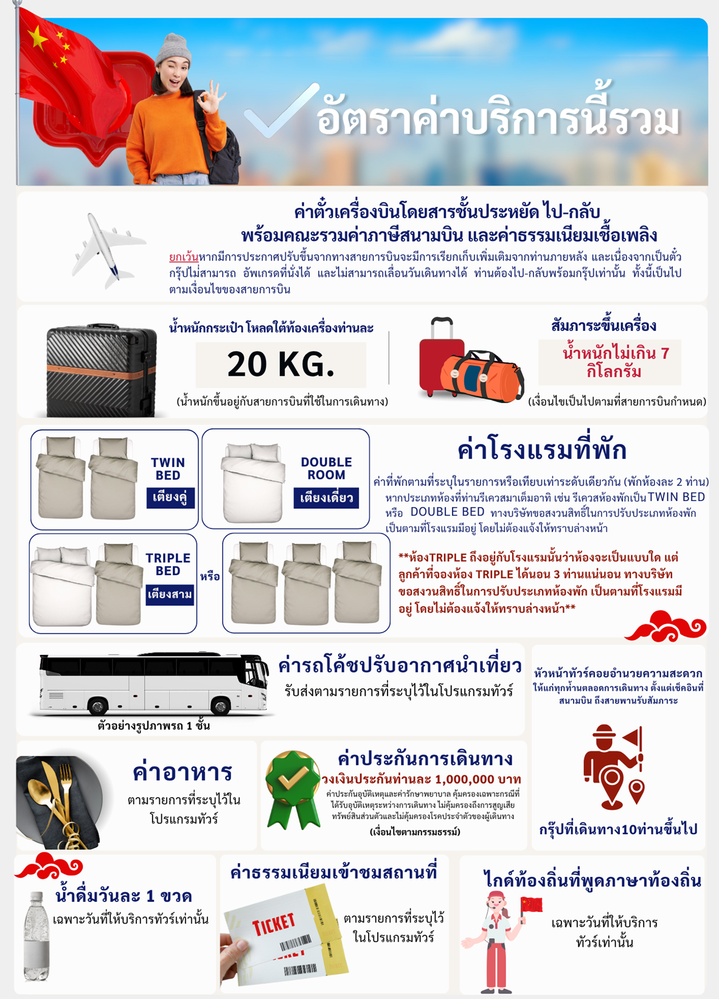 อัตราค่าบริการนี้รวม
ค่าตั๋วเครื่องบินโดยสารชั้นประหยัด ไป-กลับ
พร้อมคณะรวมค่าภาษีสนามบิน และค่าธรรมเนียมเชื้อเพลิง
ยกเว้นหากมีการประกาศปรับขึ้นจากทางสายการบินจะมีการเรียกเก็บเพิ่มเติมจากท่านภายหลัง และเนื่องจากเป็นตั๋ว
กรุ๊ปไม่สามารถ อัพเกรดที่นั่งได้ และไม่สามารถเลื่อนวันเดินทางได้ ท่านต้องไป-กลับพร้อมกรุ๊ปเท่านั้น ทั้งนี้เป็นไป
ตามเงื่อนไขของสายการบิน
น้ำหนักกระเป๋า โหลดใต้ท้องเครื่องท่านละ
20 KG.
(น้ำหนักขึ้นอยู่กับสายการบินที่ใช้ในการเดินทาง)
สัมภาระขึ้นเครื่อง
น้ำหนักไม่เกิน 7
กิโลกรัม
(เงื่อนไขเป็นไปตามที่สายการบินกำหนด)
TWIN
BED
เตียงคู่
DOUBLE
ROOM
เตียงเดี่ยว
TRIPLE
BED
เตียงสาม
หรือ
ค่าโรงแรมที่พัก
ค่าที่พักตามที่ระบุในรายการหรือเทียบเท่าระดับเดียวกัน (พักห้องละ 2 ท่าน)
หากประเภทห้องที่ท่านรีเควสมาเต็มอาทิ เช่น รีเควสห้องพักเป็น TWIN BED
หรือ DOUBLE BED ทางบริษัทขอสงวนสิทธิ์ในการปรับประเภทห้องพัก
เป็นตามที่โรงแรมมีอยู่ โดยไม่ต้องแจ้งให้ทราบล่างหน้า
**ห้องTRIPLE ถึงอยู่กับโรงแรมนั้นว่าห้องจะเป็นแบบใด แต่
ลูกค้าที่จองห้อง TRIPLE ได้นอน 3 ท่านแน่นอน ทางบริษัท
ขอสงวนสิทธิ์ในการปรับประเภทห้องพัก เป็นตามที่โรงแรมมี
อยู่ โดยไม่ต้องแจ้งให้ทราบล่างหน้า**
ค่ารถโค้ชปรับอากาศนำเที่ยว
รับส่งตามรายการที่ระบุไว้ในโปรแกรมทัวร์
ตัวอย่างรูปภาพรถ 1 ชั้น
หัวหน้าทัวร์คอยอำนวยความสะดวก
ให้แก่ทุกท้านตลอดการเดินทาง ตั้งแต่เช็คอินที่
สนามบิน ถึงสายพานรับสัมภาระ
กรุ๊ปที่เดินทาง10ท่านขึ้นไป
ค่าอาหาร
ตามรายการที่ระบุไว้ใน
โปรแกรมทัวร์
ค่าประกันการเดินทาง
วงเงินประกันท่านละ 1,000,000 บาท
ค่าประกันอุบัติเหตุและค่ารักษาพยาบาล คุ้มครองเฉพาะกรณีที่
ได้รับอุบัติเหตุระหว่างการเดินทาง ไม่คุ้มครองถึงการสูญเสีย
ทรัพย์สินส่วนตัวและไม่คุ้มครองโรคประจำตัวของผู้เดินทาง
(เงื่อนไขตามกรรมธรรม์)
น้ำดื่มวันละ 1 ขวด
เฉพาะวันที่ให้บริการทัวร์เท่านั้น
ค่าธรรมเนียมเข้าชมสถานที่
TICKET
ตามรายการที่ระบุไว้
ในโปรแกรมทัวร์
ไกด์ท้องถิ่นที่พูดภาษาท้องถิ่น
เฉพาะวันที่ให้บริการ
ทัวร์เท่านั้น